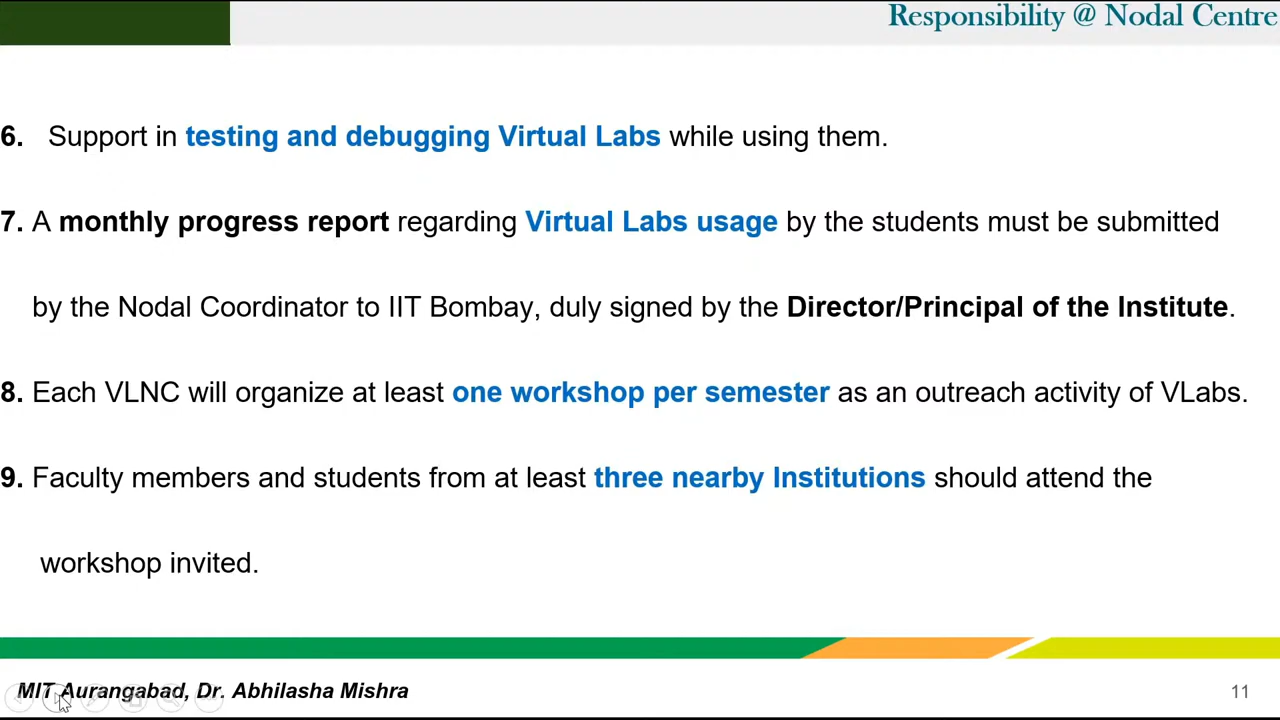 Responsibility @ Nodal Centre
6. Support in testing and debugging Virtual Labs while using them.
7. A monthly progress report regarding Virtual Labs usage by the students must be submitted
by the Nodal Coordinator to IIT Bombay, duly signed by the Director/Principal of the Institute.
8. Each VLNC will organize at least one workshop per semester as an outreach activity of VLabs.
9. Faculty members and students from at least three nearby Institutions should attend the
workshop invited.
MIT Aurangabad, Dr. Abhilasha Mishra
11